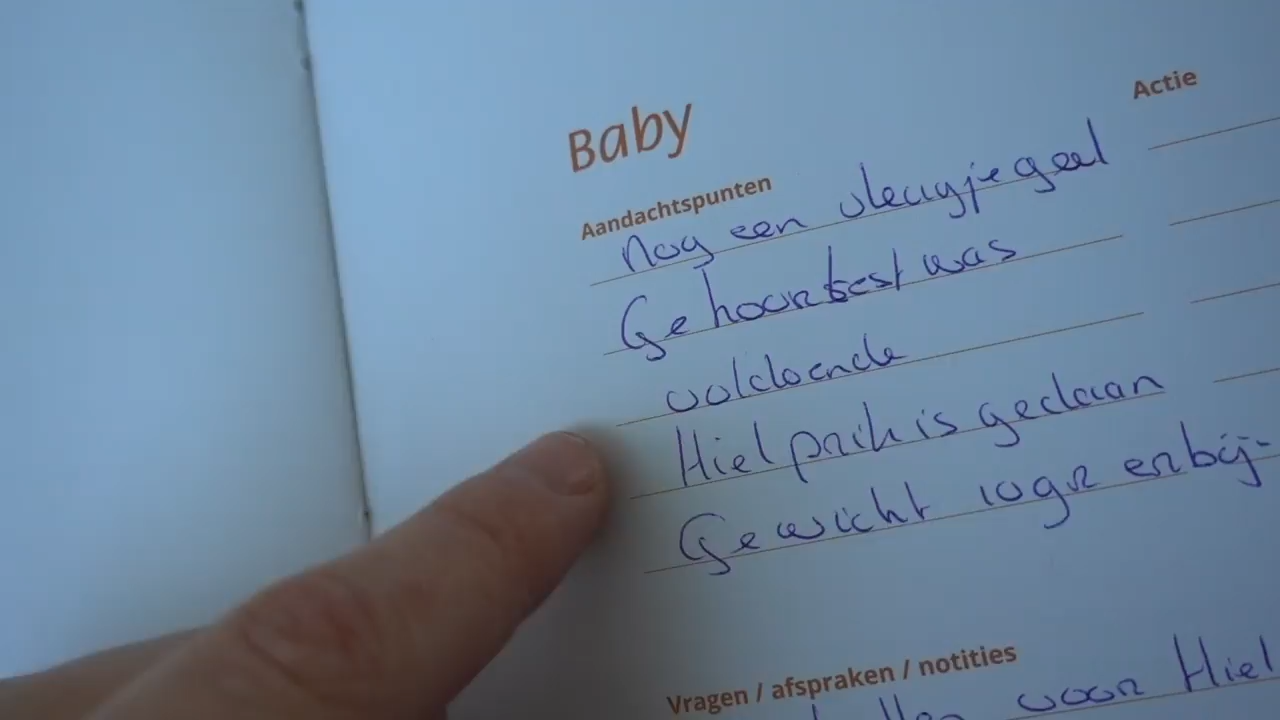 Baby
Actie
Aandachtspunten
Nog een vleugje geel
Gehoortest was
voldoende
Hielprik is gedaan
Gewicht 10gr erbij-
Vragen / afspraken / notities
voor Hiel